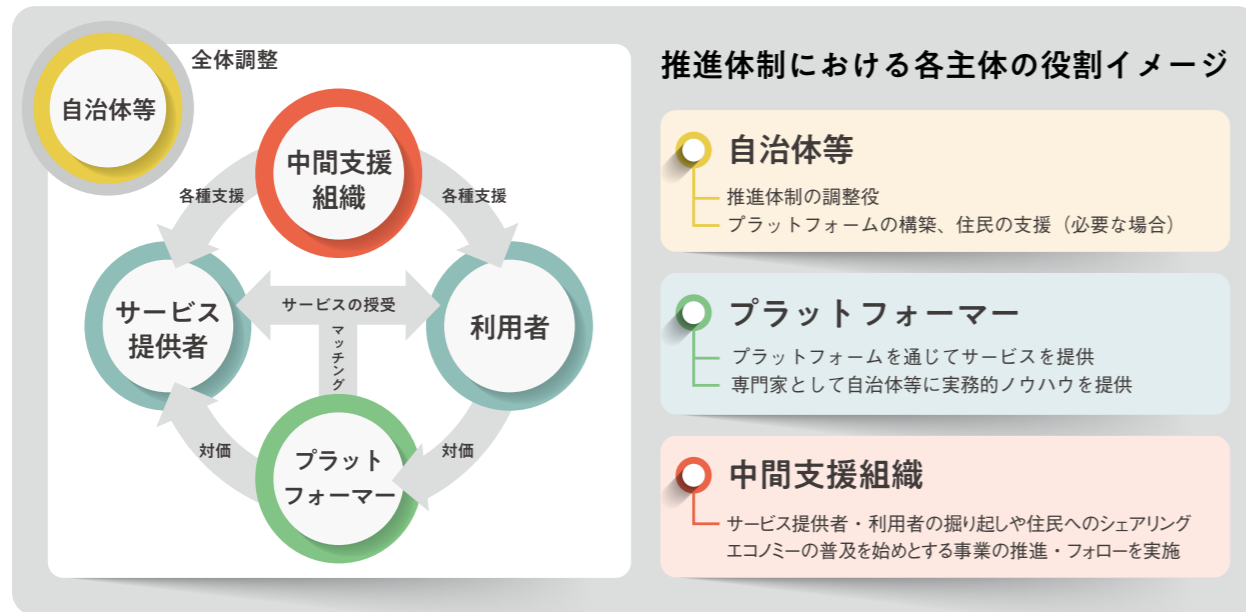 全体調整
自治体等
中間支援
組織
各種支援
各種支援
サービス
提供者
サービスの授受
利用者
マッチング
対価
対価
プラット
フォーマー
推進体制における各主体の役割イメージ
自治体等
推進体制の調整役
プラットフォームの構築、住民の支援（必要な場合）
プラットフォーマー
プラットフォームを通じてサービスを提供
専門家として自治体等に実務的ノウハウを提供
中間支援組織
サービス提供者・利用者の掘り起しや住民へのシェアリング
エコノミーの普及を始めとする事業の推進・フォローを実施